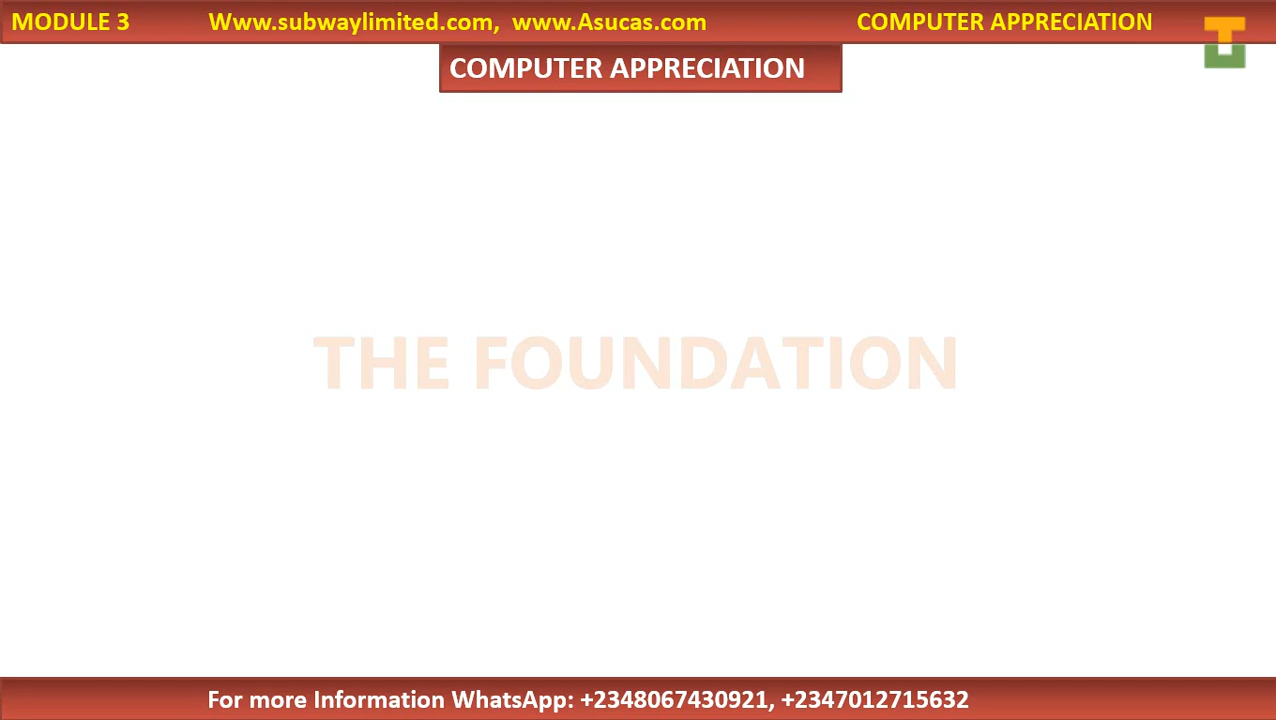 MODULE 3 Www.subwaylimited.com, www.Asucas.com COMPUTER APPRECIATION
COMPUTER APPRECIATION
THE FOUNDATION
For more Information WhatsApp: +2348067430921, +2347012715632